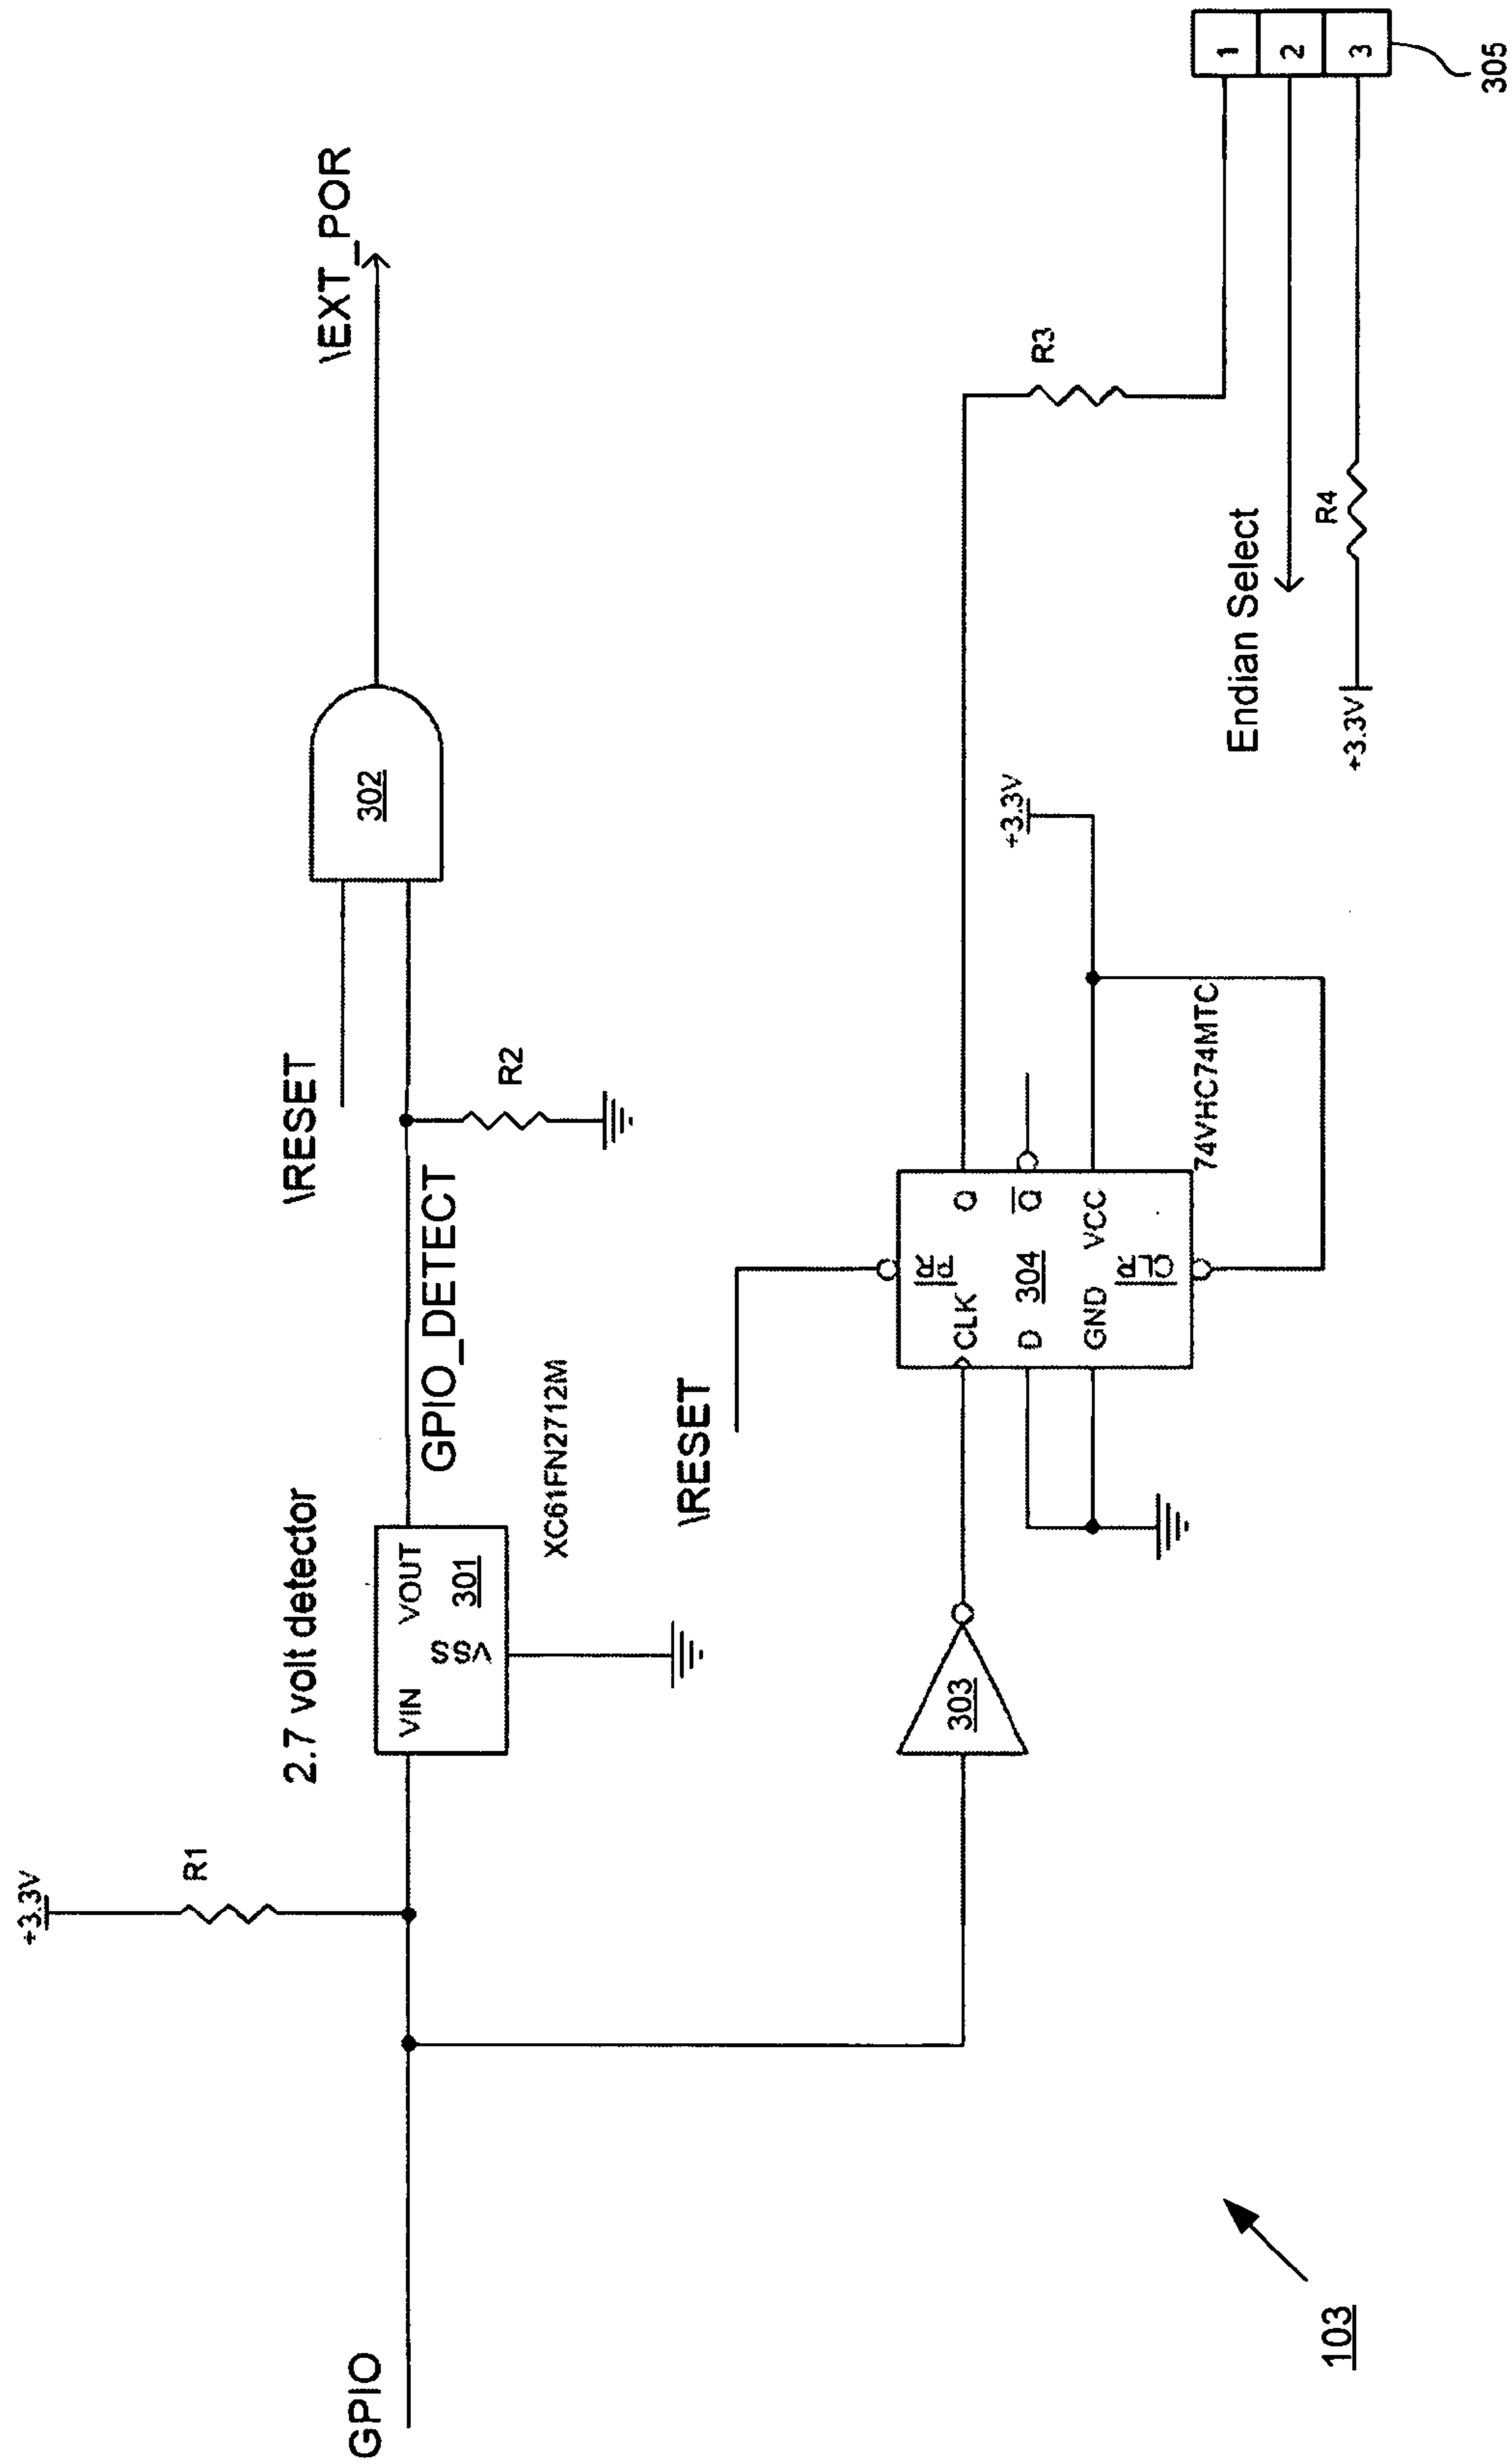 +3.3V
R1
2.7 volt detector
\EXT_POR
302
\RESET
GPIO
VIN
VOUT
VSS
301
GPIO_DETECT
R2
XC61FN2712M
\RESET
303
CLK
PR
Q
D
304
Q
GND
CLR
VCC
74VHC74MTC
+3.3V
R3
Endian Select
R4
+3.3V
1
2
3
305
103